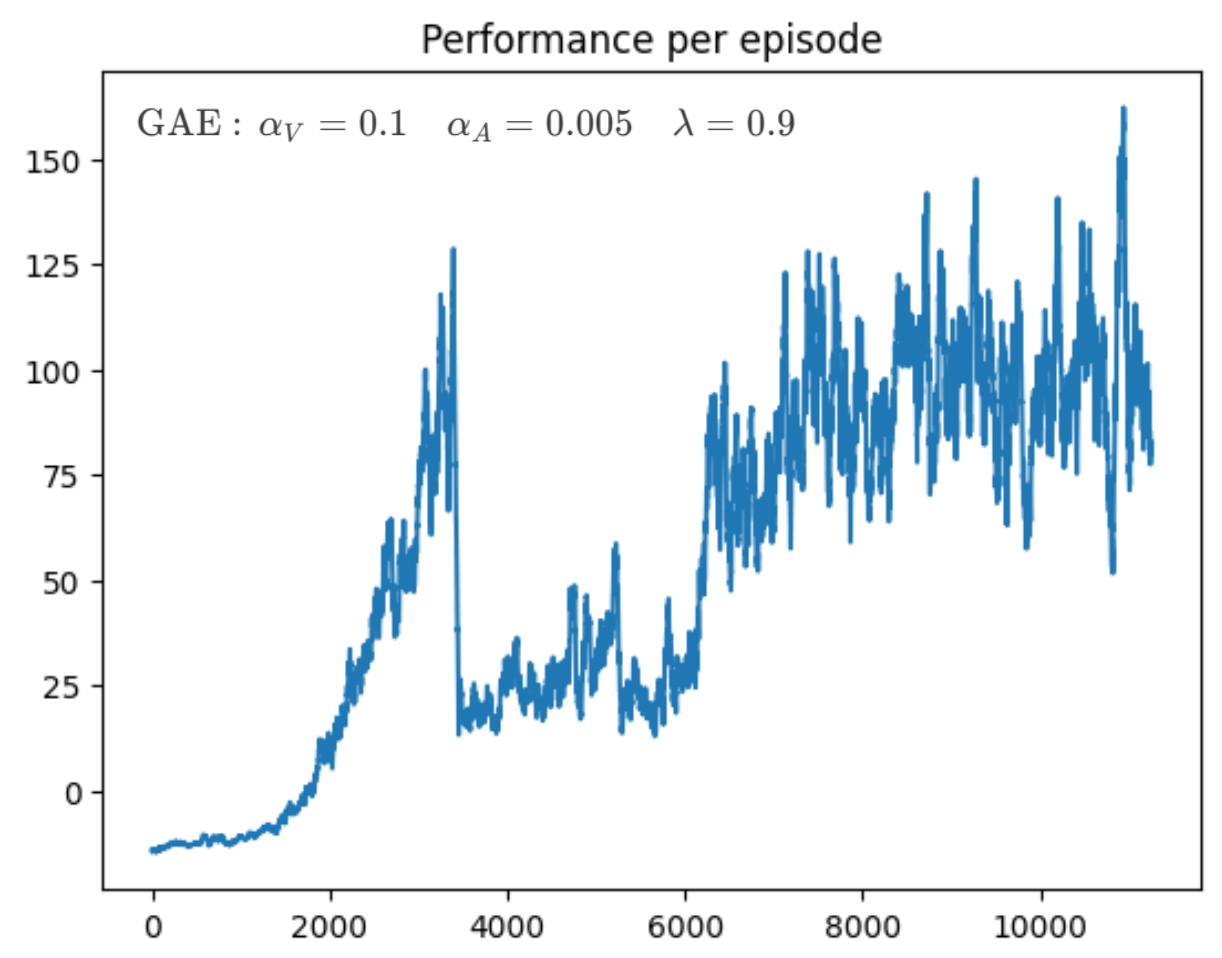 Performance per episode
GAE : α_V = 0.1 α_A = 0.005 λ = 0.9
150
125
100
75
50
25
0
0 2000 4000 6000 8000 10000